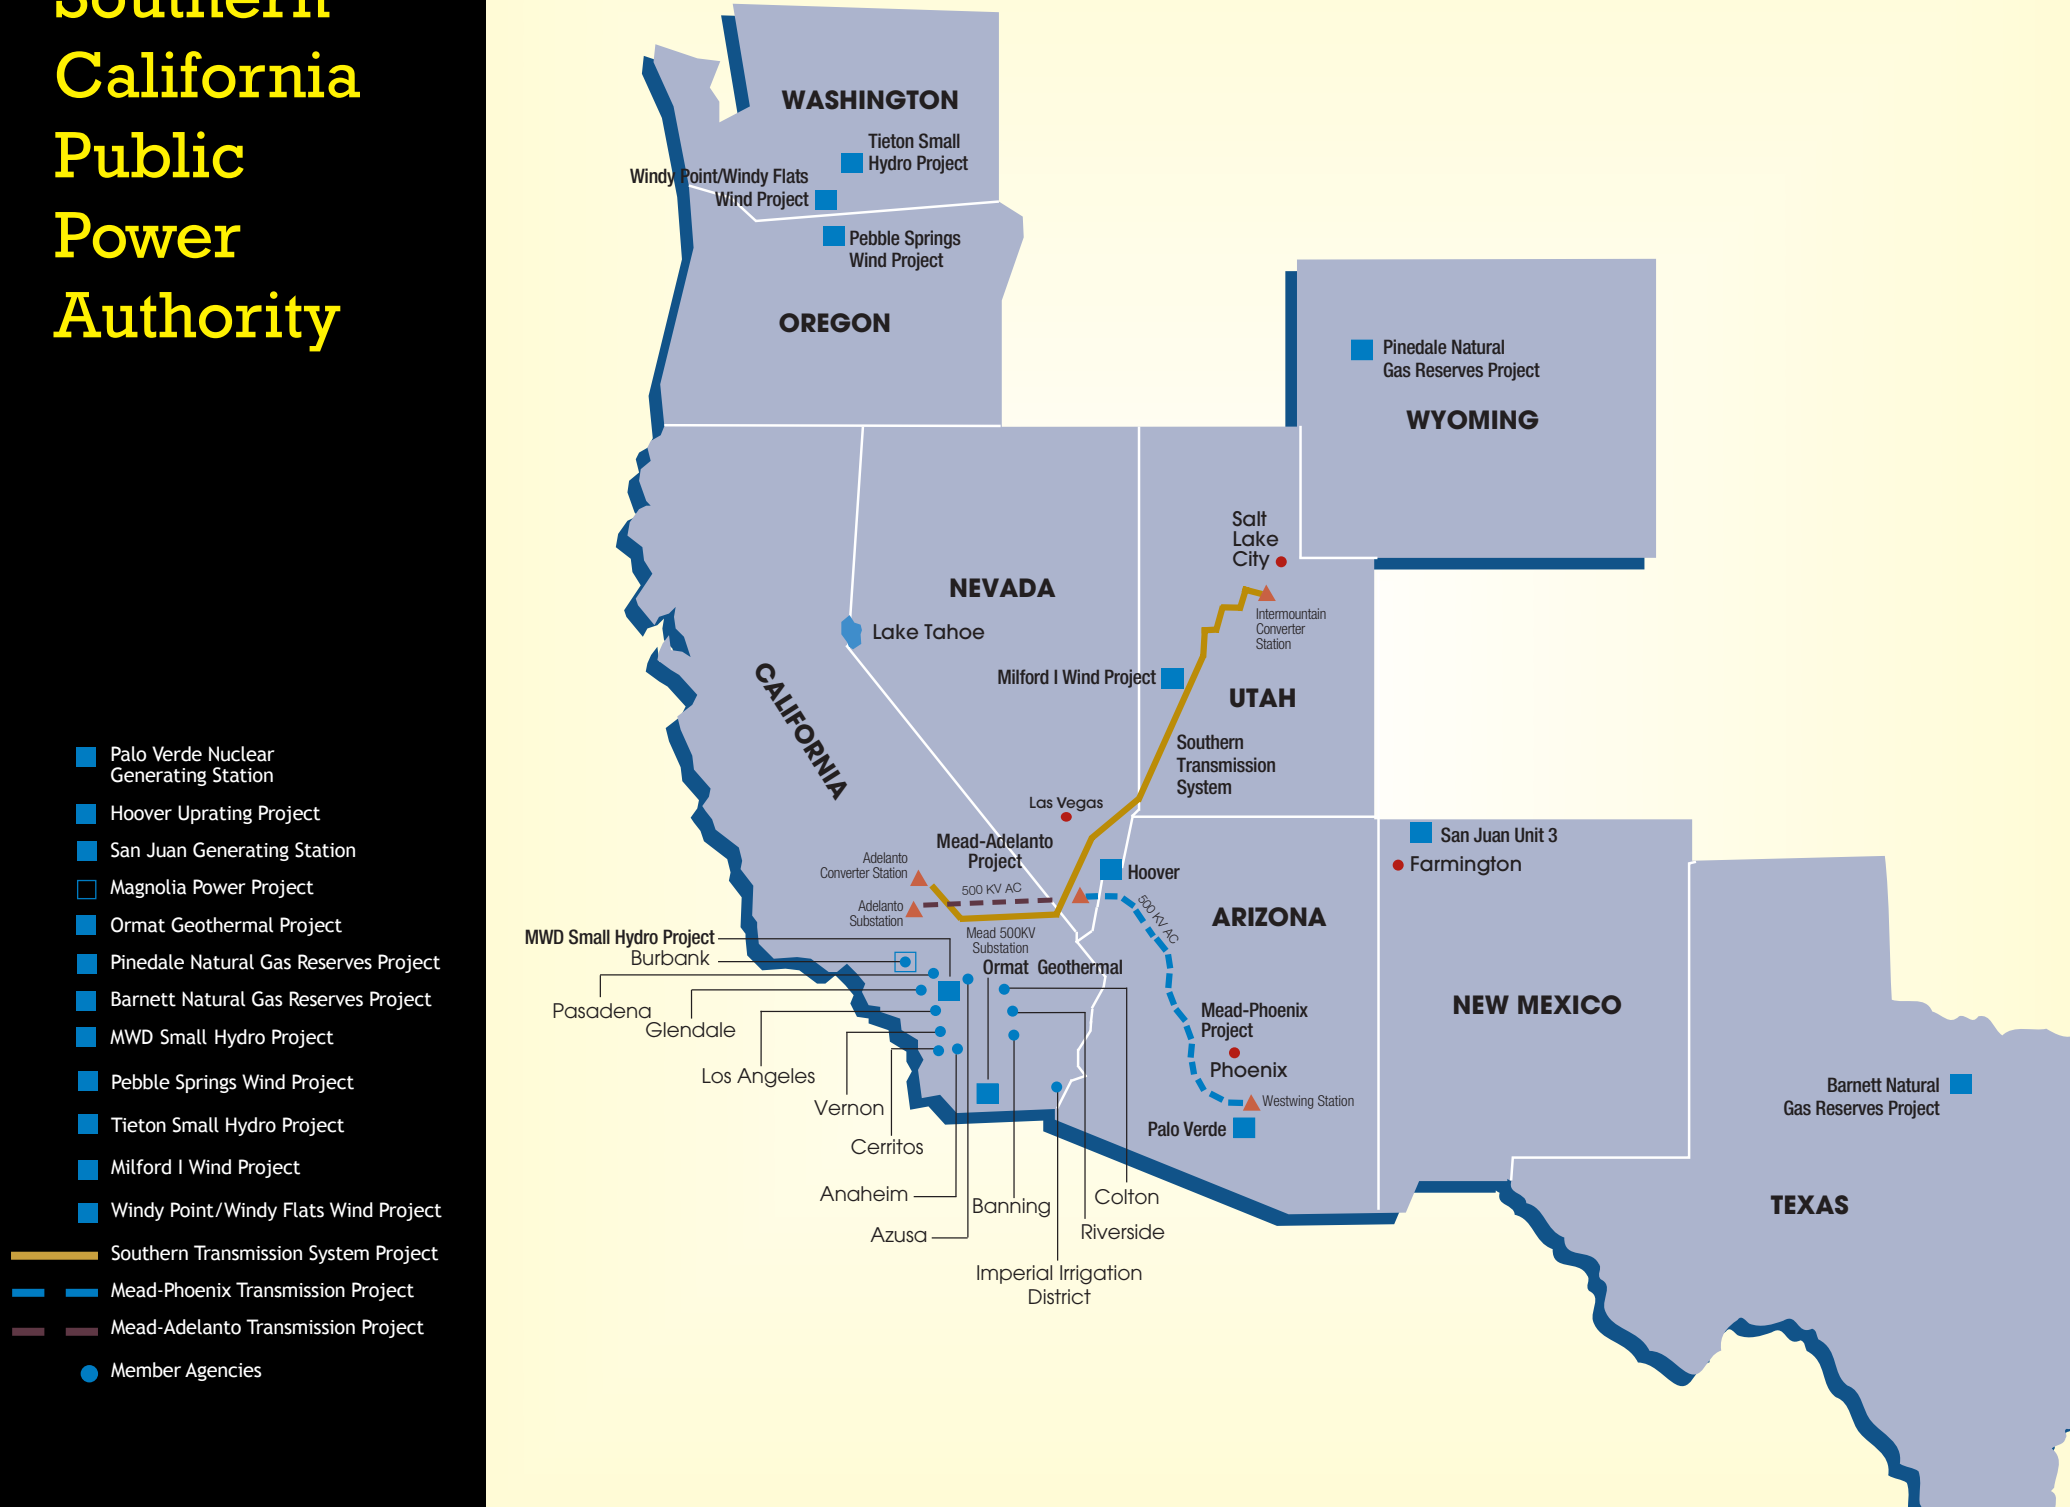 Southern
California
Public
Power
Authority
Palo Verde Nuclear
Generating Station
Hoover Uprating Project
San Juan Generating Station
Magnolia Power Project
Ormat Geothermal Project
Pinedale Natural Gas Reserves Project
Barnett Natural Gas Reserves Project
MWD Small Hydro Project
Pebble Springs Wind Project
Tieton Small Hydro Project
Milford I Wind Project
Windy Point/Windy Flats Wind Project
Southern Transmission System Project
Mead-Phoenix Transmission Project
Mead-Adelanto Transmission Project
Member Agencies
WASHINGTON
Tieton Small
Hydro Project
Windy Point/Windy Flats
Wind Project
Pebble Springs
Wind Project
OREGON
Pinedale Natural
Gas Reserves Project
WYOMING
Salt
Lake
City
NEVADA
Intermountain
Converter
Station
Lake Tahoe
CALIFORNIA
Milford I Wind Project
UTAH
Southern
Transmission
System
Las Vegas
Mead-Adelanto
Project
San Juan Unit 3
Farmington
Adelanto
Converter Station
Hoover
500 KV AC
500 KV AC
Adelanto
Substation
ARIZONA
Mead 500KV
Substation
MWD Small Hydro Project
Burbank
Ormat Geothermal
Pasadena
Glendale
NEW MEXICO
Mead-Phoenix
Project
Phoenix
Los Angeles
Vernon
Westwing Station
Palo Verde
Barnett Natural
Gas Reserves Project
Cerritos
Anaheim
Banning
Colton
TEXAS
Azusa
Riverside
Imperial Irrigation
District